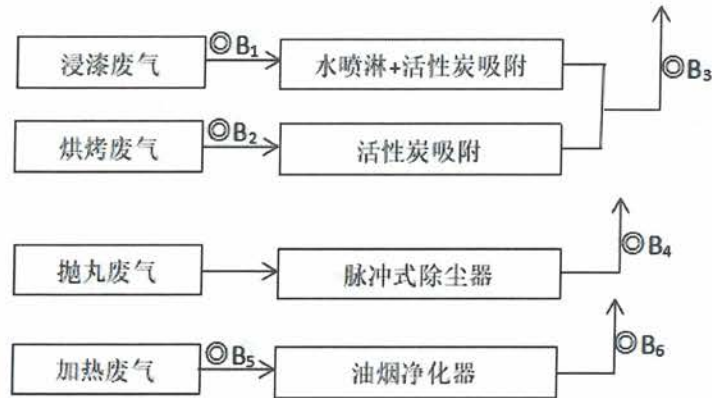 浸漆废气
◎B₁
水喷淋+活性炭吸附
◎B₃
烘烤废气
◎B₂
活性炭吸附
抛丸废气
脉冲式除尘器
◎B₄
加热废气
◎B₅
油烟净化器
◎B₆